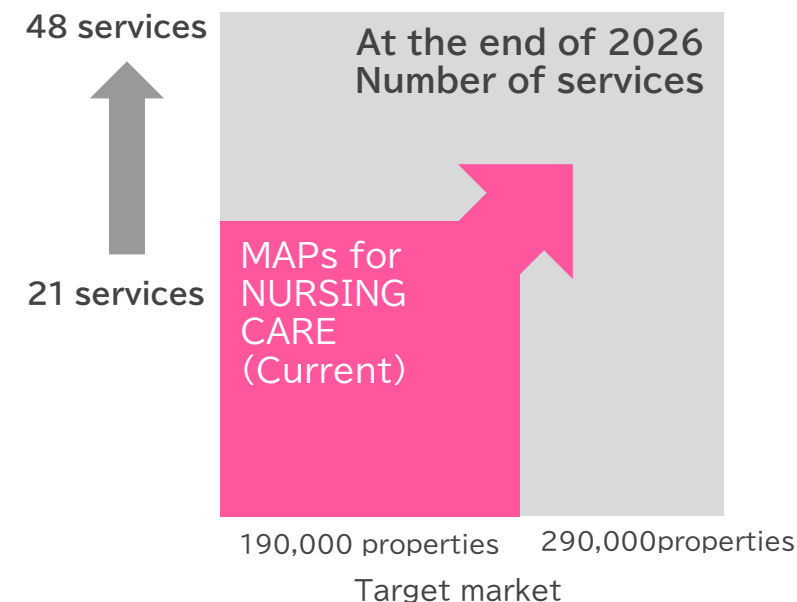 48 services
At the end of 2026
Number of services
MAPs for
NURSING
CARE
(Current)
21 services
190,000 properties
290,000properties
Target market